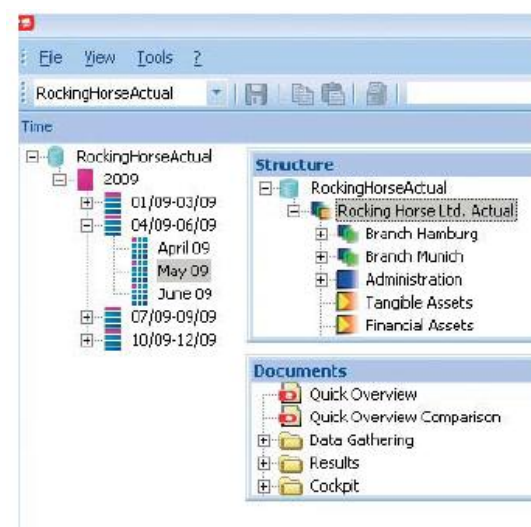 File View Tools ?
RockingHorseActual
Time
RockingHorseActual
2009
01/09-03/09
04/09-06/09
April 09
May 09
June 09
07/09-09/09
10/09-12/09
Structure
RockingHorseActual
Rocking Horse Ltd. Actual
Branch Hamburg
Branch Munich
Administration
Tangible Assets
Financial Assets
Documents
Quick Overview
Quick Overview Comparison
Data Gathering
Results
Cockpit